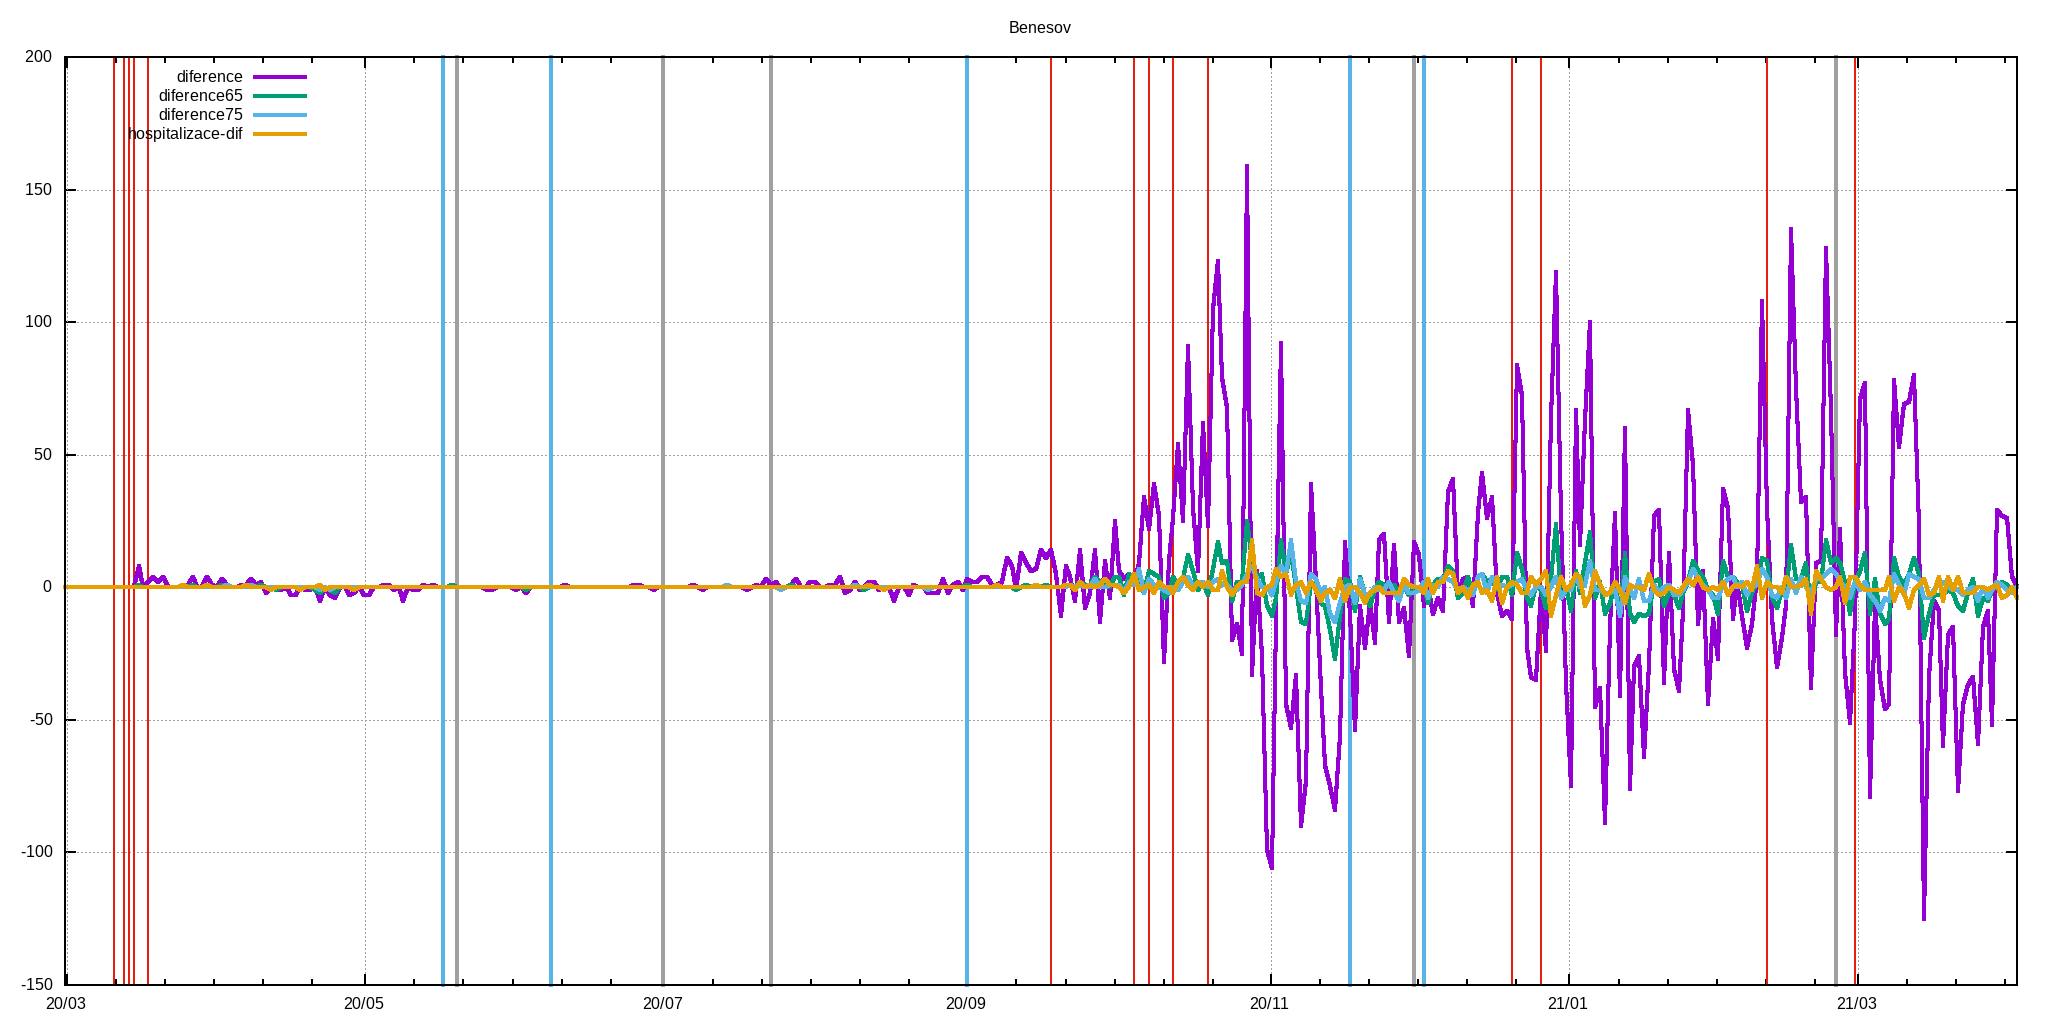 Benesov
200
150
100
50
0
-50
-100
-150
diference
diference65
diference75
hospitalizace-dif
20/03 20/05 20/07 20/09 20/11 21/01 21/03